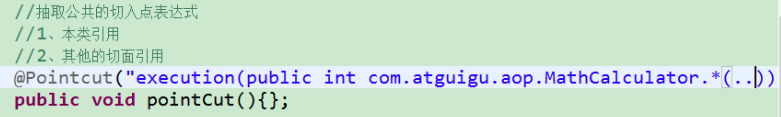 //抽取公共的切入点表达式
//1、本类引用
//2、其他的切面引用
@Pointcut("execution(public int com.atguigu.aop.MathCalculator.*(..))
public void pointCut(){};